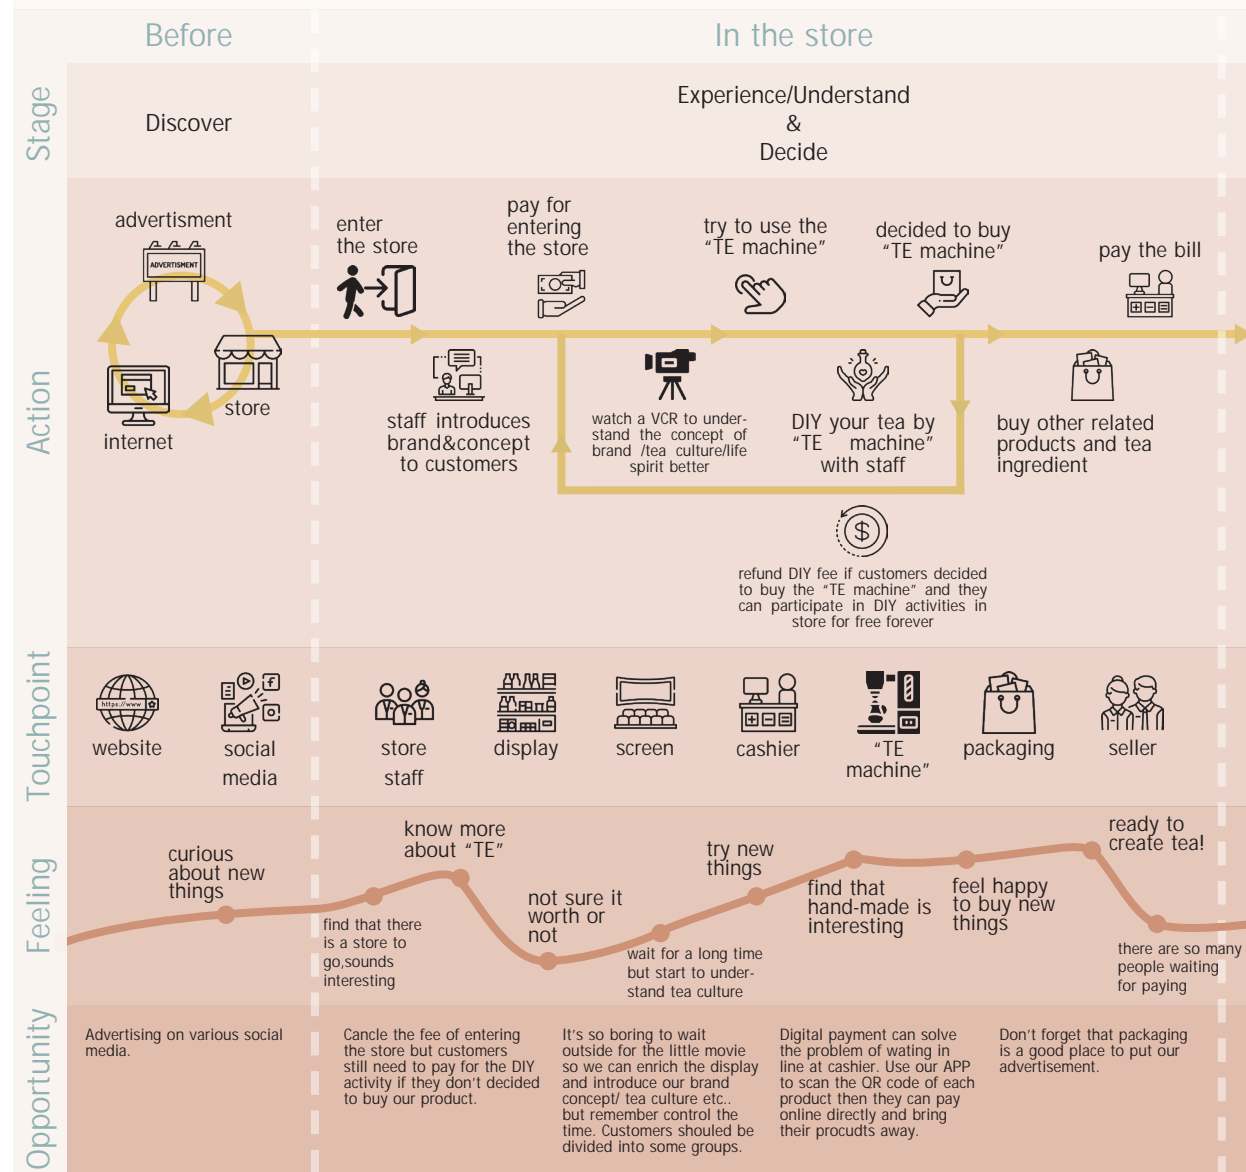 Before
In the store
Stage
Discover
Experience/Understand
&
Decide
Action
advertisment
ADVERTISMENT
store
internet
enter
the store
pay for
entering
the store
try to use the
“TE machine”
decided to buy
“TE machine”
pay the bill
staff introduces
brand&concept
to customers
watch a VCR to under-
stand the concept of
brand /tea culture/life
spirit better
DIY your tea by
“TE machine”
with staff
buy other related
products and tea
ingredient
$
refund DIY fee if customers decided
to buy the “TE machine” and they
can participate in DIY activities in
store for free forever
Touchpoint
https://www
website
social
media
store
staff
display
screen
cashier
“TE
machine”
packaging
seller
Feeling
curious
about new
things
find that there
is a store to
go,sounds
interesting
know more
about “TE”
not sure it
worth or
not
wait for a long time
but start to under-
stand tea culture
try new
things
find that
hand-made is
interesting
feel happy
to buy new
things
ready to
create tea!
there are so many
people waiting
for paying
Opportunity
Advertising on various social
media.
Cancle the fee of entering
the store but customers
still need to pay for the DIY
activity if they don’t decided
to buy our product.
It’s so boring to wait
outside for the little movie
so we can enrich the display
and introduce our brand
concept/ tea culture etc..
but remember control the
time. Customers shoueld be
divided into some groups.
Digital payment can solve
the problem of wating in
line at cashier. Use our APP
to scan the QR code of each
product then they can pay
online directly and bring
their procudts away.
Don’t forget that packaging
is a good place to put our
advertisement.